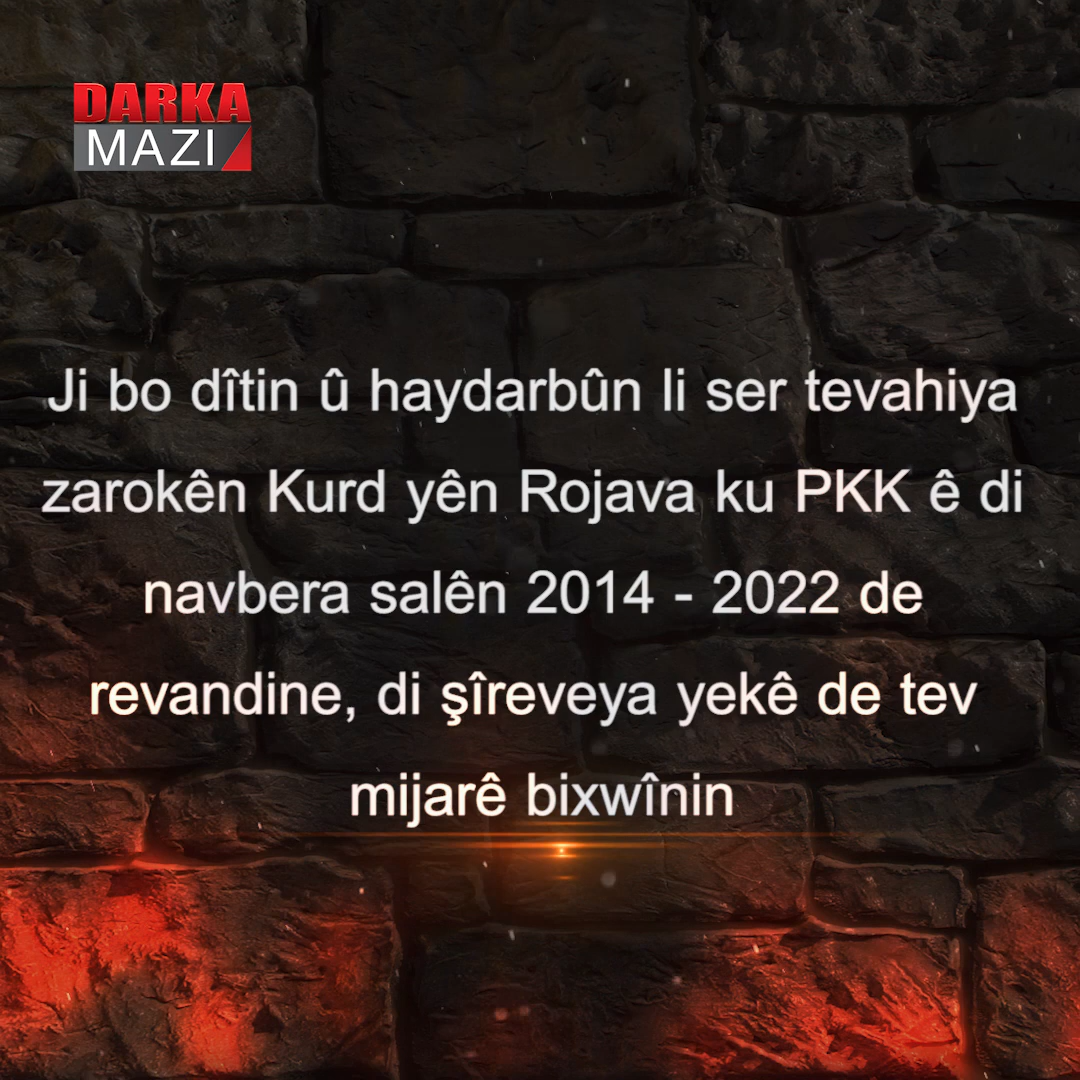 DARKA
MAZI
Ji bo dîtin û haydarbûn li ser tevahiya
zarokên Kurd yên Rojava ku PKK ê di
navbera salên 2014 - 2022 de
revandine, di şîreveya yekê de tev
mijarê bixwînin